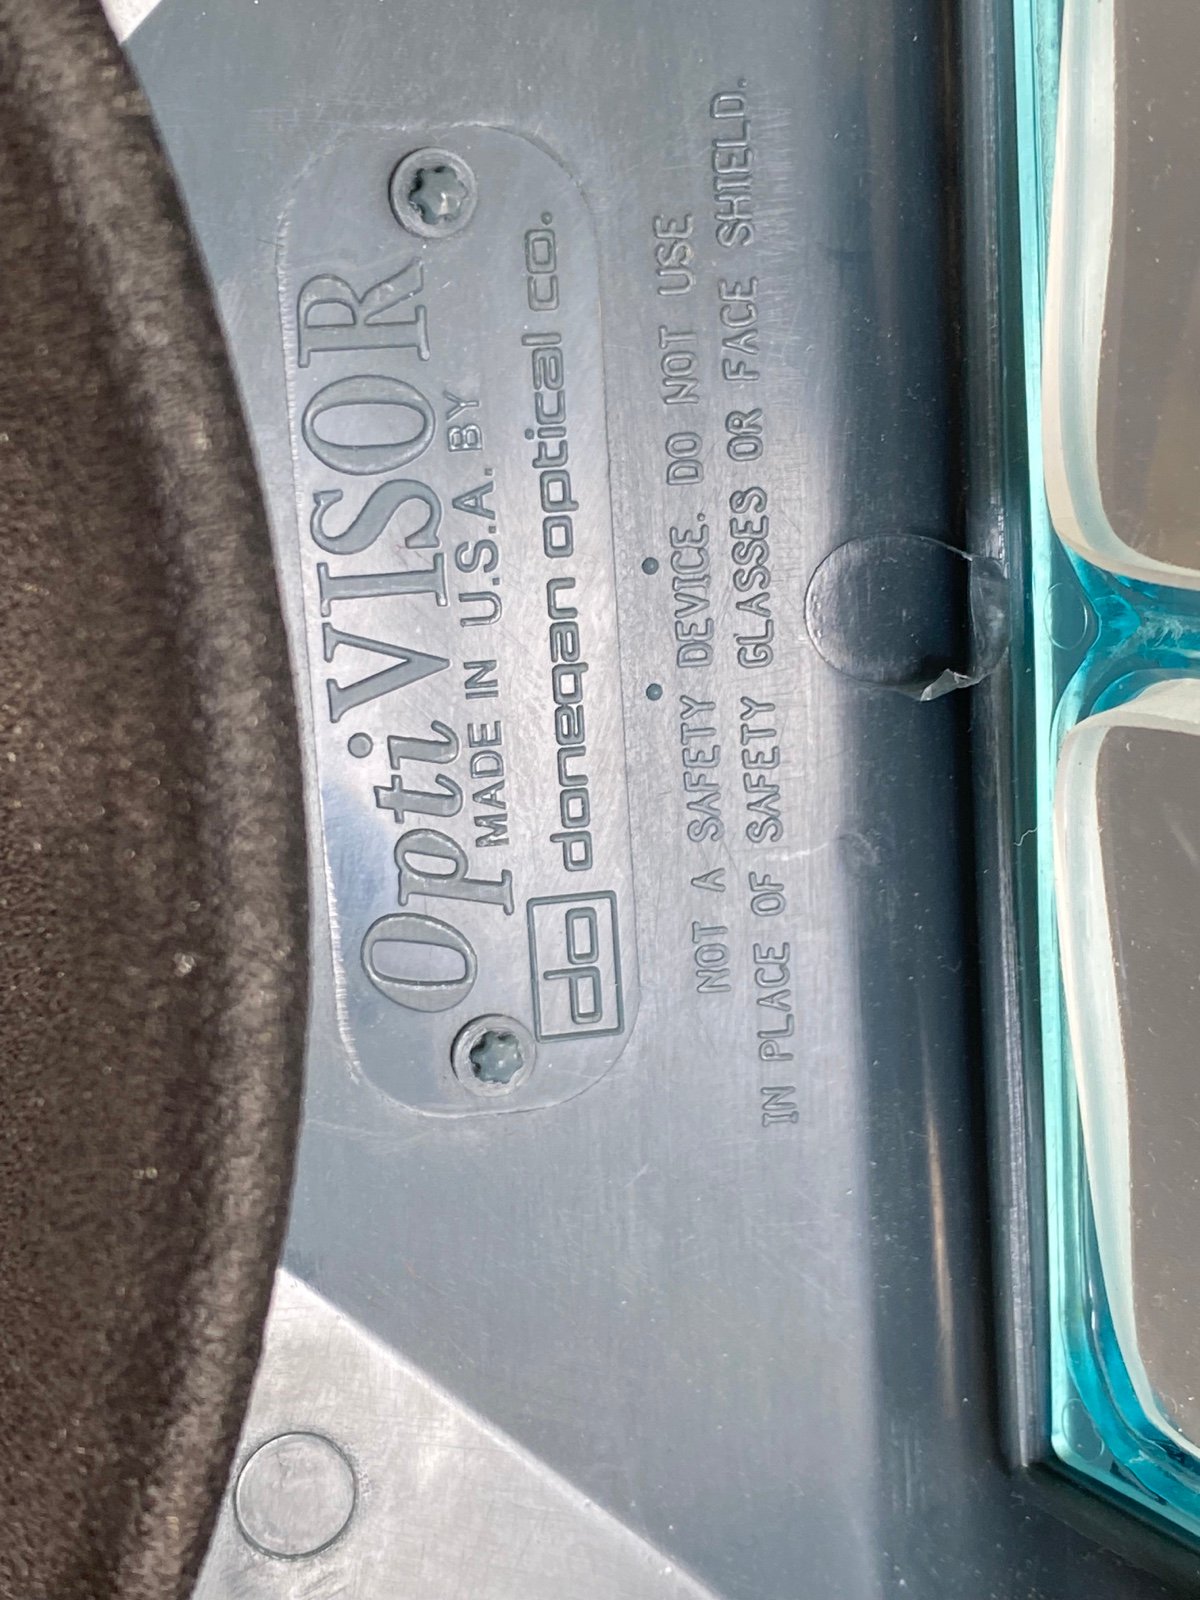 OptiVISOR
MADE IN U.S.A. BY
do donegan optical co.
NOT A SAFETY DEVICE. DO NOT USE
IN PLACE OF SAFETY GLASSES OR FACE SHIELD.